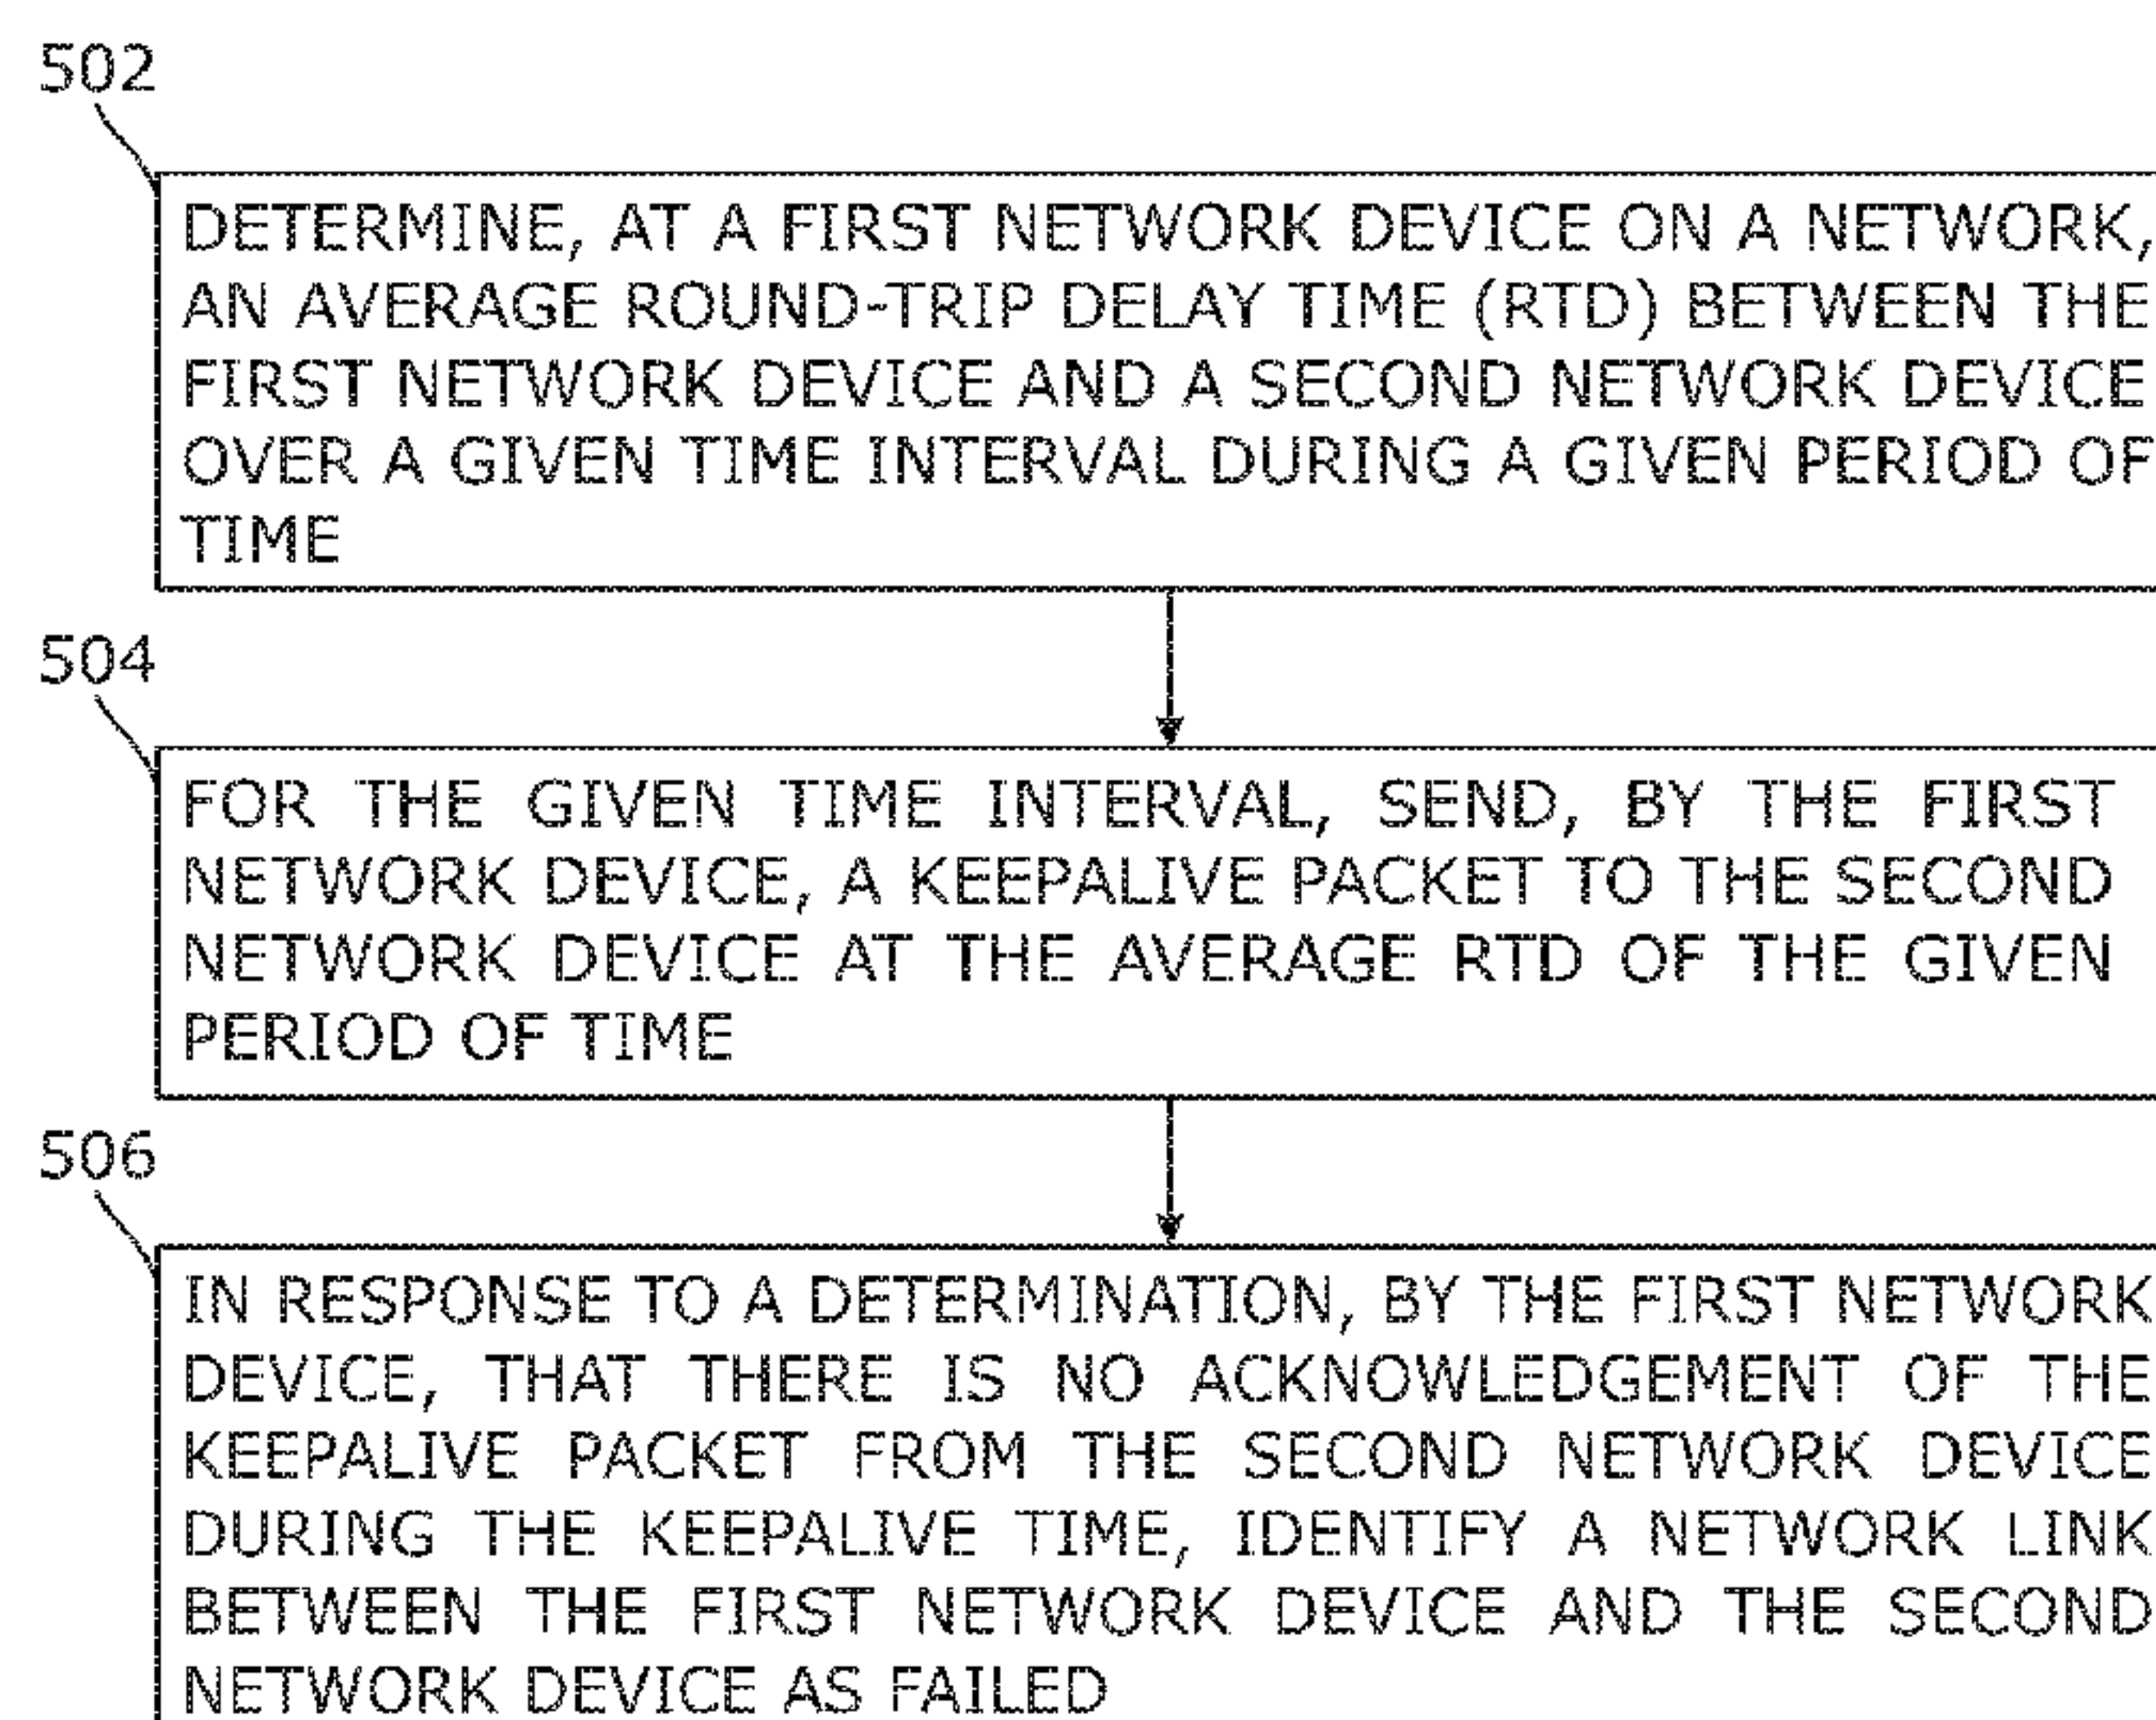 502
DETERMINE, AT A FIRST NETWORK DEVICE ON A NETWORK,
AN AVERAGE ROUND-TRIP DELAY TIME (RTD) BETWEEN THE
FIRST NETWORK DEVICE AND A SECOND NETWORK DEVICE
OVER A GIVEN TIME INTERVAL DURING A GIVEN PERIOD OF
TIME
504
FOR THE GIVEN TIME INTERVAL, SEND, BY THE FIRST
NETWORK DEVICE, A KEEPALIVE PACKET TO THE SECOND
NETWORK DEVICE AT THE AVERAGE RTD OF THE GIVEN
PERIOD OF TIME
506
IN RESPONSE TO A DETERMINATION, BY THE FIRST NETWORK
DEVICE, THAT THERE IS NO ACKNOWLEDGEMENT OF THE
KEEPALIVE PACKET FROM THE SECOND NETWORK DEVICE
DURING THE KEEPALIVE TIME, IDENTIFY A NETWORK LINK
BETWEEN THE FIRST NETWORK DEVICE AND THE SECOND
NETWORK DEVICE AS FAILED